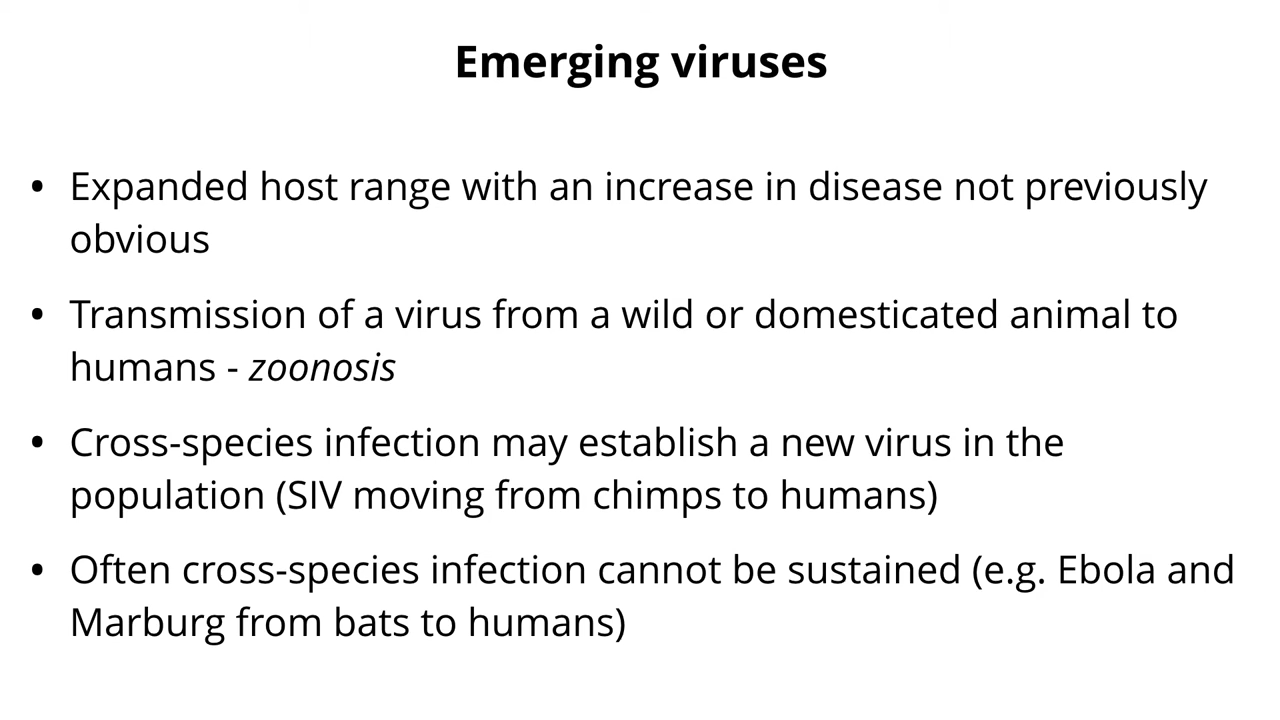 Emerging viruses
• Expanded host range with an increase in disease not previously
obvious
• Transmission of a virus from a wild or domesticated animal to
humans - zoonosis
• Cross-species infection may establish a new virus in the
population (SIV moving from chimps to humans)
• Often cross-species infection cannot be sustained (e.g. Ebola and
Marburg from bats to humans)